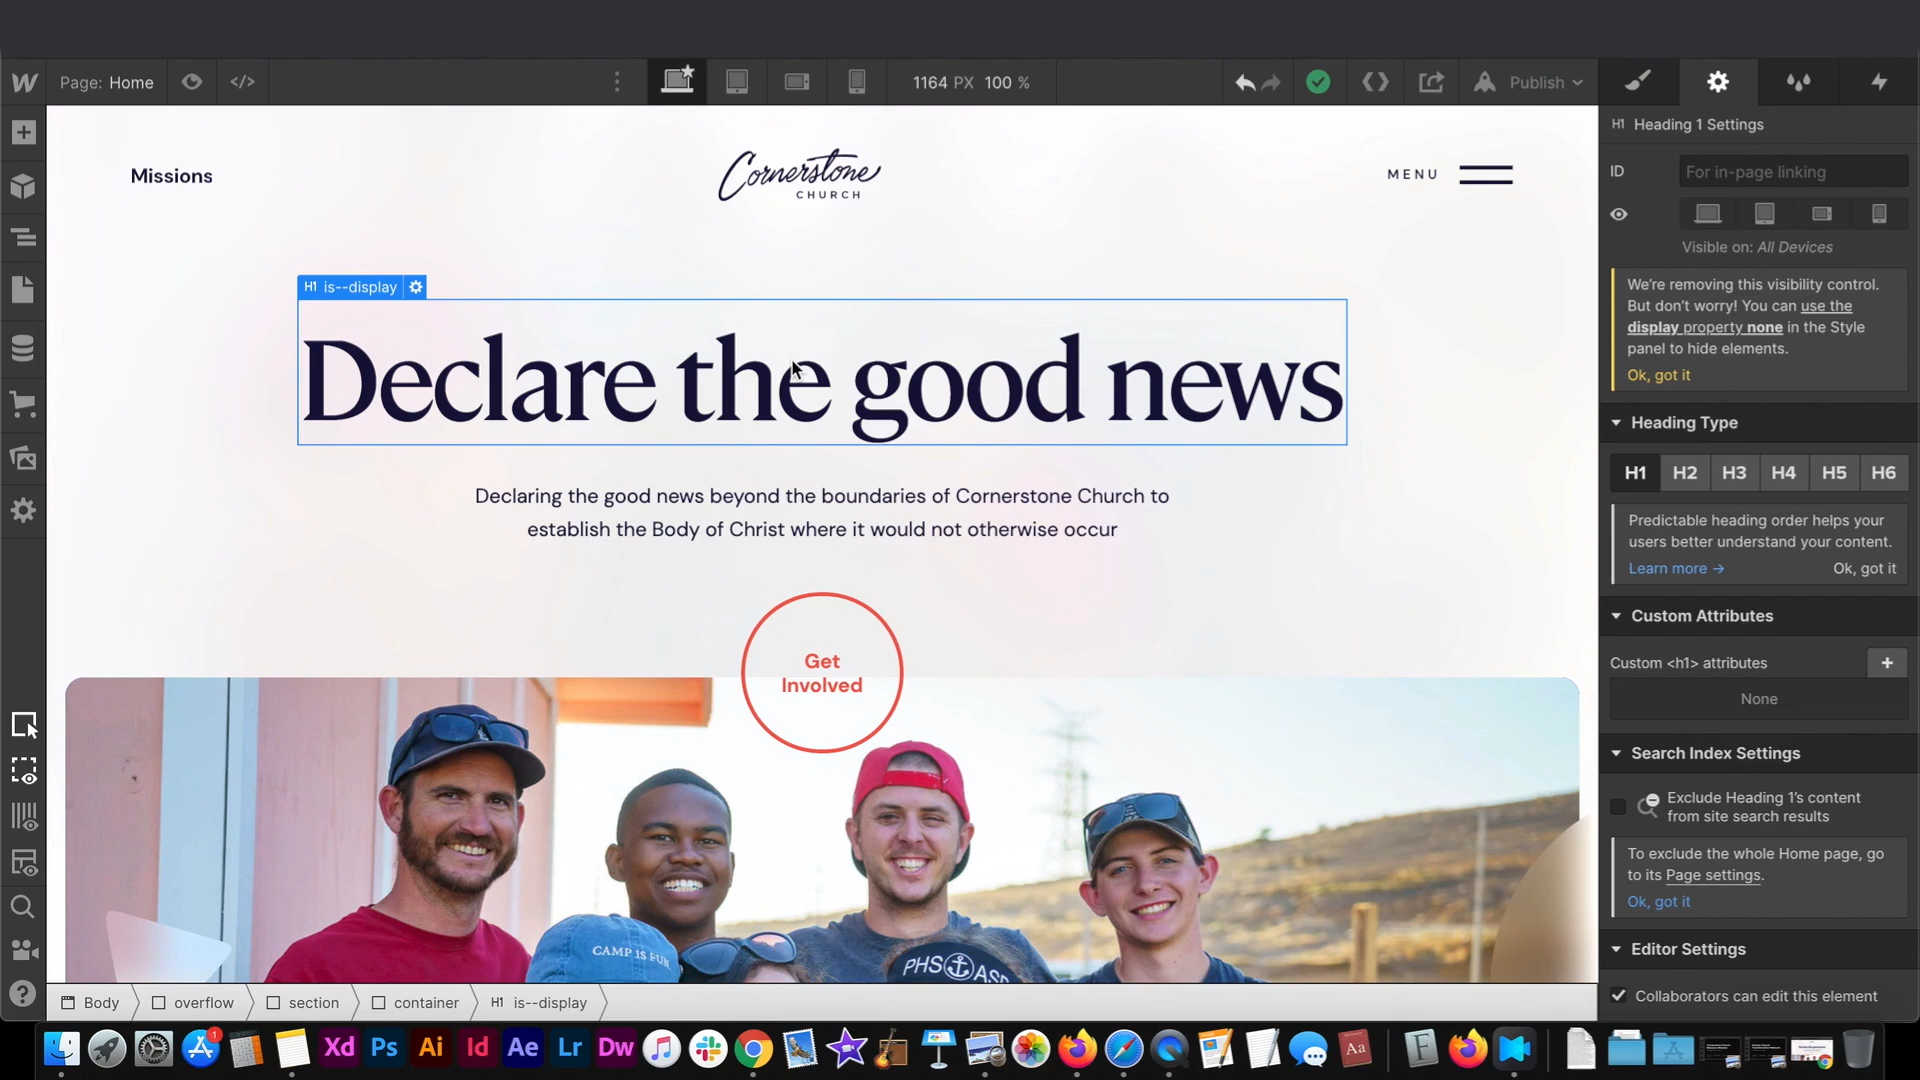 Page: Home
1164 PX 100 %
Publish
H1 Heading 1 Settings
ID For in-page linking
Visible on: All Devices
We're removing this visibility control.
But don't worry! You can use the
display property none in the Style
panel to hide elements.
Ok, got it
Heading Type
H1 H2 H3 H4 H5 H6
Predictable heading order helps your
users better understand your content.
Learn more → Ok, got it
Custom Attributes
Custom <h1> attributes +
None
Search Index Settings
Exclude Heading 1's content
from site search results
To exclude the whole Home page, go
to its Page settings.
Ok, got it
Editor Settings
Collaborators can edit this element
Missions
Cornerstone
CHURCH
MENU
H1 is--display
Declare the good news
Declaring the good news beyond the boundaries of Cornerstone Church to
establish the Body of Christ where it would not otherwise occur
Get
Involved
CAMP IS FUN
PHS ASP
Body overflow section container H1 is--display
1
Xd Ps Ai Id Ae Lr Dw Aa F